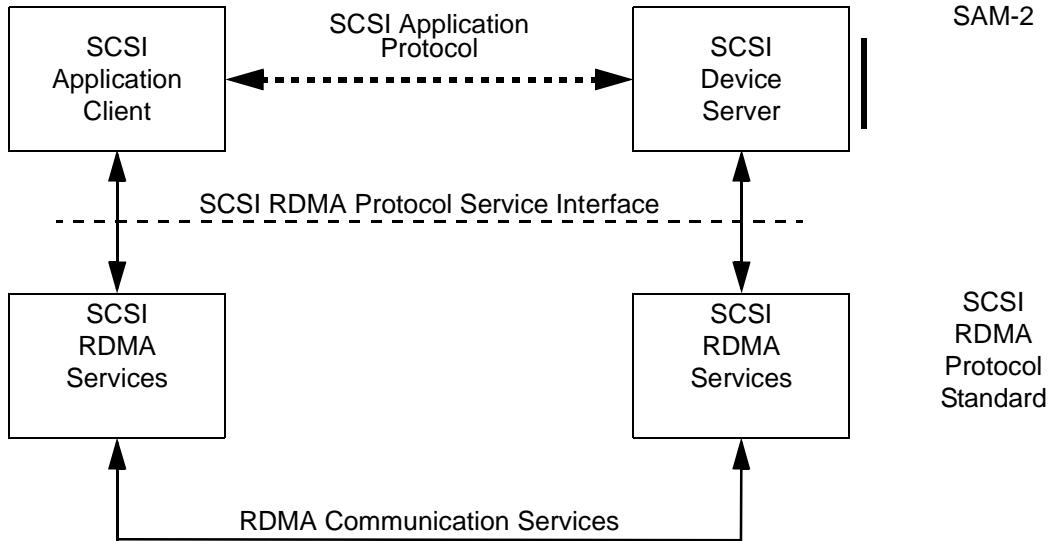 SCSI
Application
Client
SCSI Application
Protocol
SCSI
Device
Server
SAM-2
SCSI RDMA Protocol Service Interface
SCSI
RDMA
Services
SCSI
RDMA
Services
SCSI
RDMA
Protocol
Standard
RDMA Communication Services